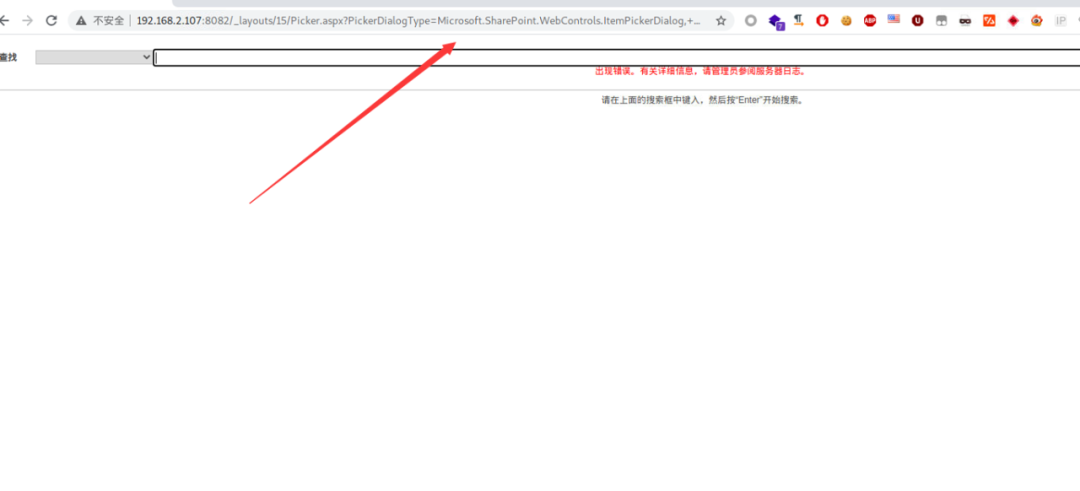 不安全 192.168.2.107:8082/_layouts/15/Picker.aspx?PickerDialogType=Microsoft.SharePoint.WebControls.ItemPickerDialog,+...
查找
出现错误。有关详细信息，请管理员参阅服务器日志。
请在上面的搜索框中键入，然后按“Enter”开始搜索。